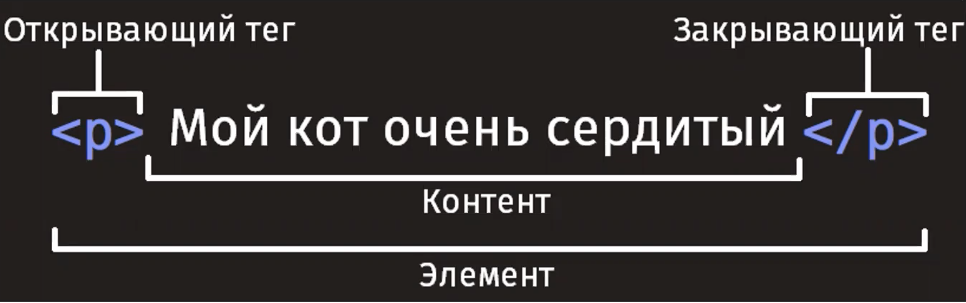 Открывающий тег Закрывающий тег
<p> Мой кот очень сердитый </p>
Контент
Элемент